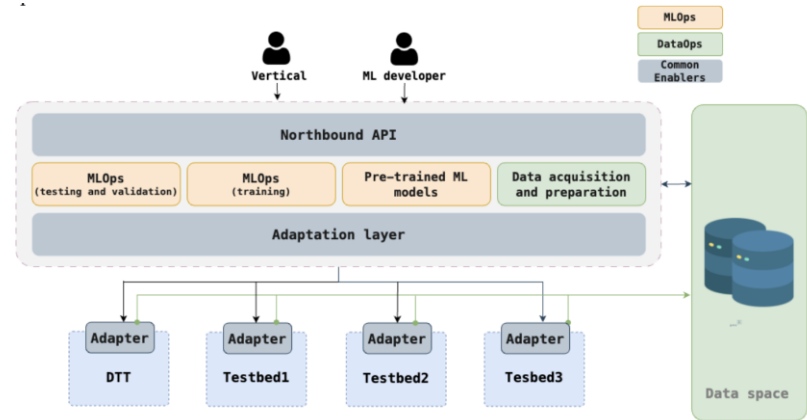 MLOps
DataOps
Common
Enablers
Vertical
ML developer
Northbound API
MLOps
(testing and validation)
MLOps
(training)
Pre-trained ML
models
Data acquisition
and preparation
Adaptation layer
Adapter
Adapter
Adapter
Adapter
DTT
Testbed1
Testbed2
Tesbed3
Data space